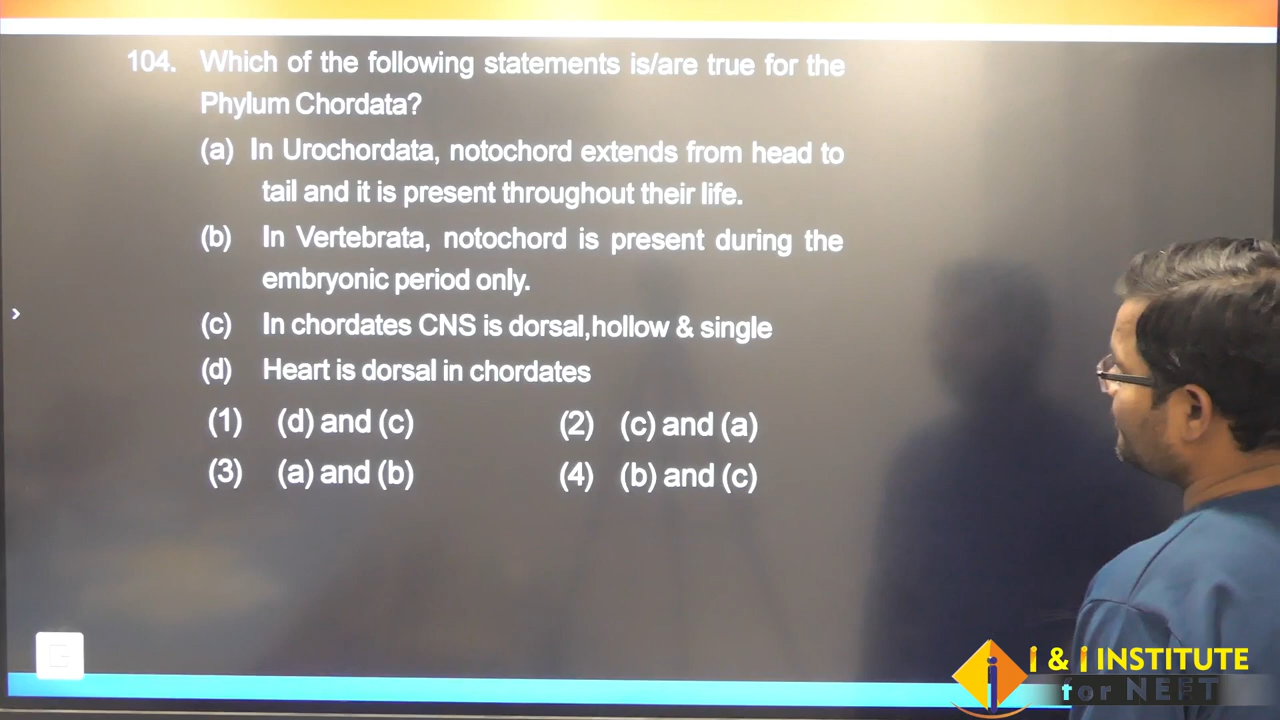 104. Which of the following statements is/are true for the
Phylum Chordata?
(a) In Urochordata, notochord extends from head to
tail and it is present throughout their life.
(b) In Vertebrata, notochord is present during the
embryonic period only.
(c) In chordates CNS is dorsal,hollow & single
(d) Heart is dorsal in chordates
(1) (d) and (c) (2) (c) and (a)
(3) (a) and (b) (4) (b) and (c)
i & i INSTITUTE
for NEET